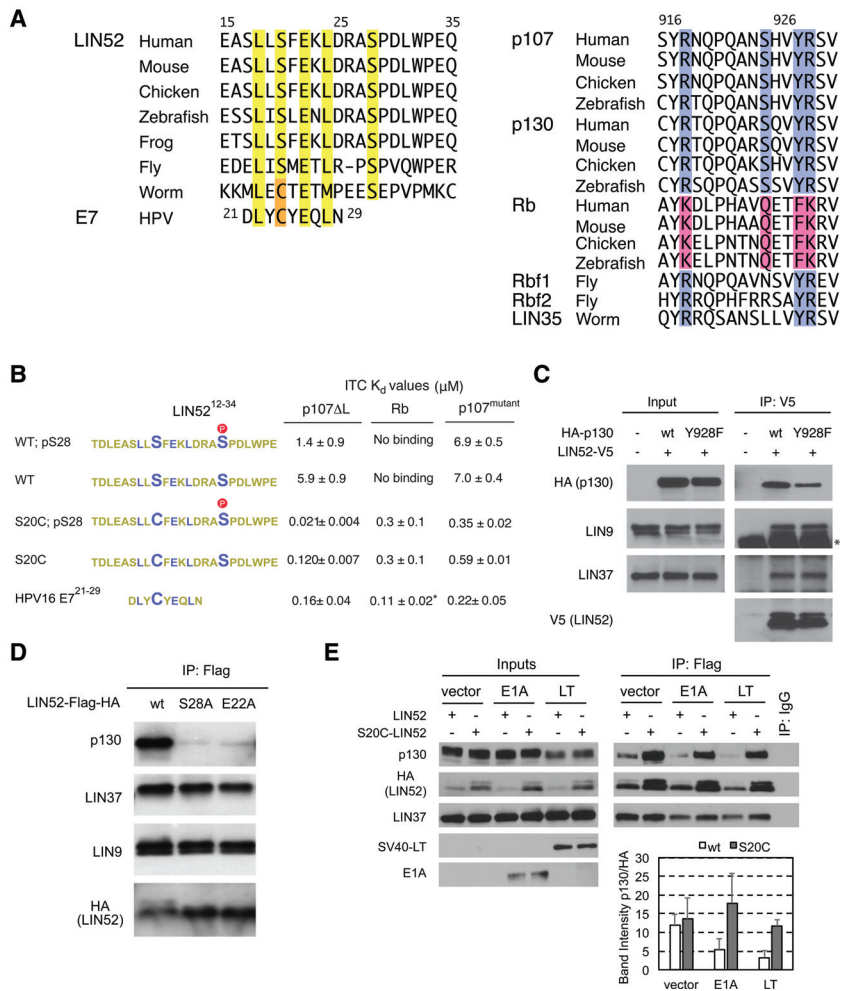 A
15 25 35
LIN52 Human EASLLSFEKLDRASPDLWPEQ
Mouse EASLLSFEKLDRASPDLWPEQ
Chicken EASLLSFEKLDRASPDLWPEQ
Zebrafish ESSLISLENLDRASPDLWPEQ
Frog ETSLLSFEKLDRASPDLWPEQ
Fly EDELISMETLR-PSPVQWPER
Worm KKMLECTETMPEESEPVPMKC
E7 HPV 21 DLYCYEQLN 29
916 926
p107 Human SYRNQPQANSHVYRSV
Mouse SYRNQPQANSHVYRSV
Chicken SYRNQPQANSHVYRSV
Zebrafish CYRTQPQANSHVYRSV
p130 Human CYRTQPQARSQVYRSV
Mouse CYRTQPQARSQVYRSV
Chicken CYRTQPQAKSHVYRSV
Zebrafish CYRSQPQASSSVYRSV
Rb Human AYKDLPHAVQETFKRV
Mouse AYKDLPHAAQETFKRV
Chicken AYKELPNTNQETFKRV
Zebrafish AYKELPNTNQETFKRV
Rbf1 Fly AYRNQPQAVNSVYREV
Rbf2 Fly HYRRQPHFRRSAYREV
LIN35 Worm QYRRQSANSLLVYRSV
B
ITC Kd values (μM)
LIN52 12-34 p107ΔL Rb p107mutant
P
WT; pS28 TDLEASLLSFEKLDRASPDLWPE 1.4 ± 0.9 No binding 6.9 ± 0.5
WT TDLEASLLSFEKLDRASPDLWPE 5.9 ± 0.9 No binding 7.0 ± 0.4
P
S20C; pS28 TDLEASLLCFEKLDRASPDLWPE 0.021± 0.004 0.3 ± 0.1 0.35 ± 0.02
S20C TDLEASLLCFEKLDRASPDLWPE 0.120± 0.007 0.3 ± 0.1 0.59 ± 0.01
HPV16 E7 21-29 DLYCYEQLN 0.16± 0.04 0.11 ± 0.02* 0.22± 0.05
C
Input IP: V5
HA-p130 - wt Y928F - wt Y928F
LIN52-V5 - + + - + +
HA (p130)
LIN9 *
LIN37
V5 (LIN52)
D
IP: Flag
LIN52-Flag-HA wt S28A E22A
p130
LIN37
LIN9
HA
(LIN52)
E
Inputs IP: Flag
vector E1A LT vector E1A LT IP: IgG
LIN52 + - + - + - + - + - + -
S20C-LIN52 - + - + - + - + - + - +
p130
HA
(LIN52)
LIN37
SV40-LT
E1A
wt S20C
Band Intensity p130/HA
30
25
20
15
10
5
0
vector E1A LT